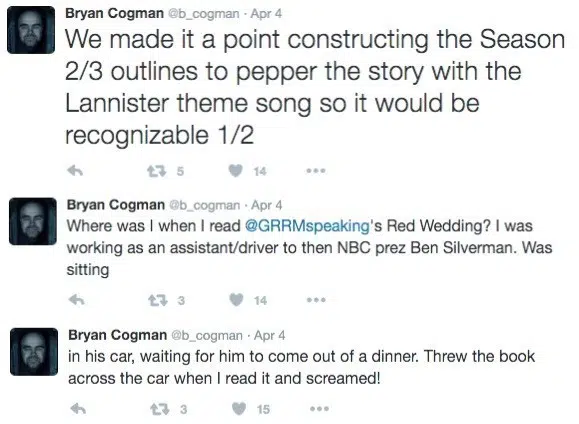 Bryan Cogman @b_cogman · Apr 4
We made it a point constructing the Season
2/3 outlines to pepper the story with the
Lannister theme song so it would be
recognizable 1/2
5 14
Bryan Cogman @b_cogman · Apr 4
Where was I when I read @GRRMspeaking's Red Wedding? I was
working as an assistant/driver to then NBC prez Ben Silverman. Was
sitting
3 14
Bryan Cogman @b_cogman · Apr 4
in his car, waiting for him to come out of a dinner. Threw the book
across the car when I read it and screamed!
3 15